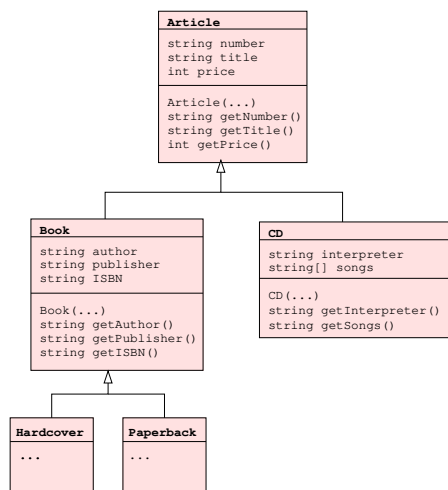 Article
string number
string title
int price
Article(...)
string getNumber()
string getTitle()
int getPrice()
Book
string author
string publisher
string ISBN
Book(...)
string getAuthor()
string getPublisher()
string getISBN()
CD
string interpreter
string[] songs
CD(...)
string getInterpreter()
string getSongs()
Hardcover
...
Paperback
...